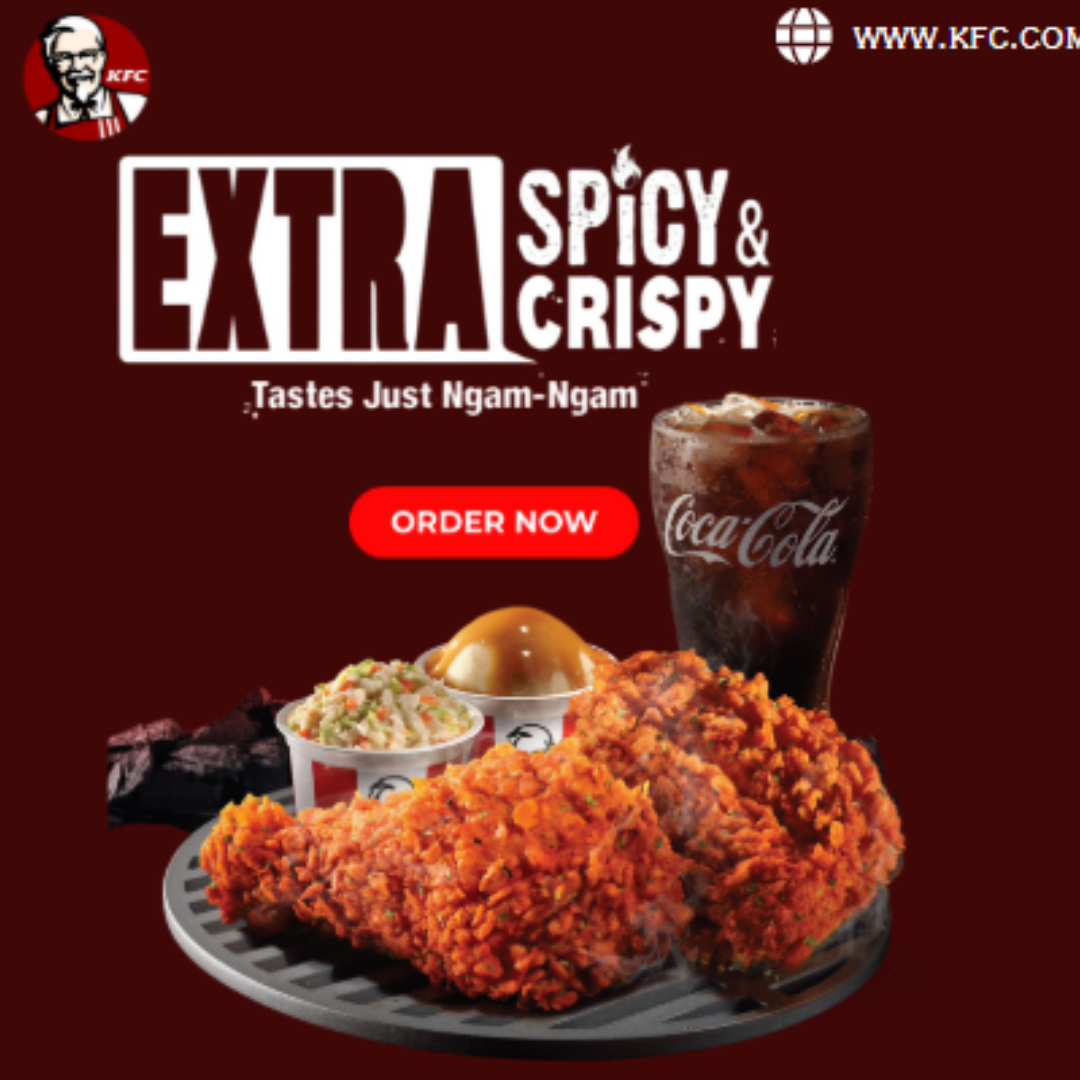 KFC
WWW.KFC.COM
EXTRA SPICY &
CRISPY
Tastes Just Ngam-Ngam
ORDER NOW
Coca-Cola